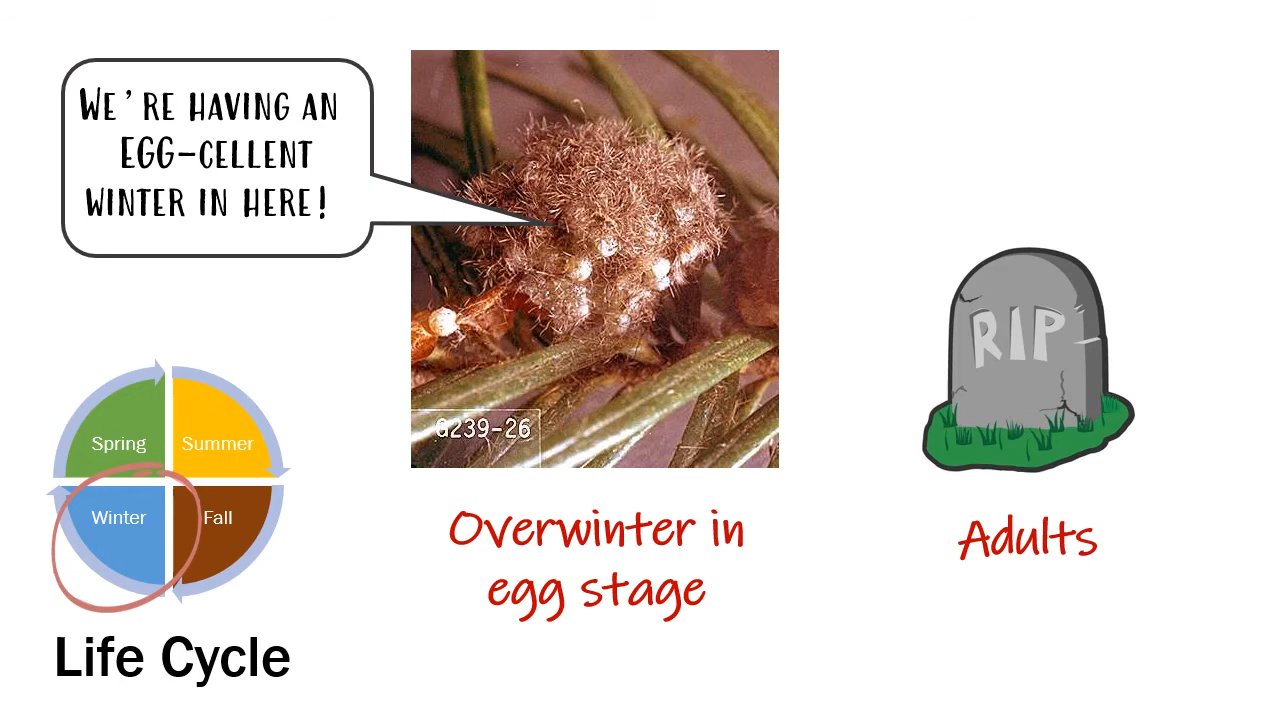 WE'RE HAVING AN
EGG-CELLENT
WINTER IN HERE!
G239-26
RIP
Spring
Summer
Winter
Fall
Overwinter in
egg stage
Adults
Life Cycle